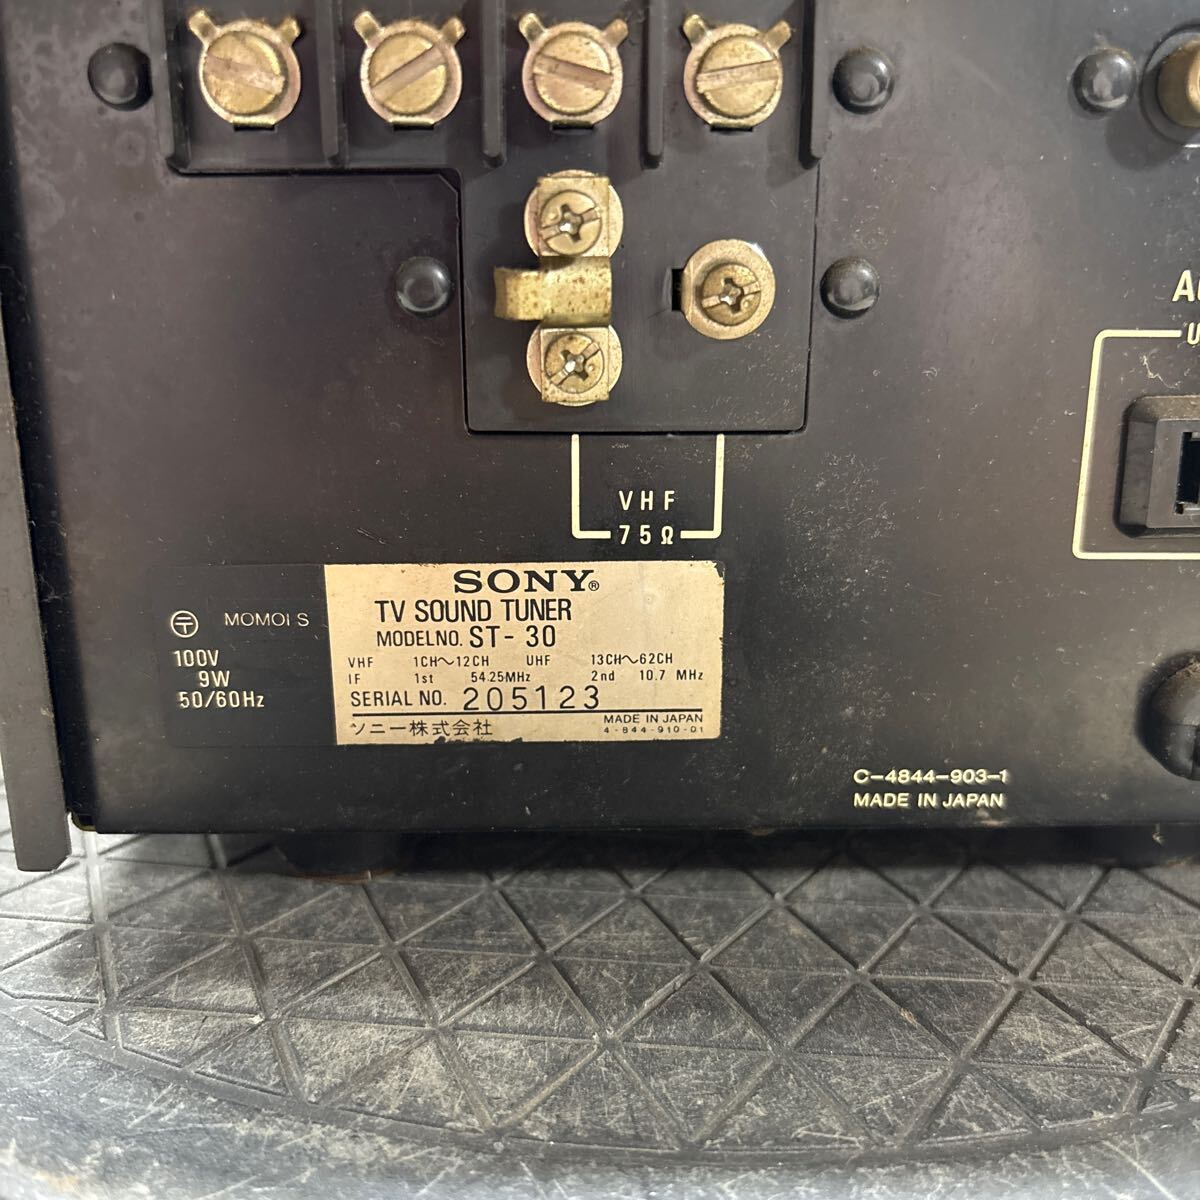 VHF
75Ω
SONY®
TV SOUND TUNER
MODEL NO. ST-30
VHF 1CH～12CH UHF 13CH～62CH
IF 1st 54.25MHz 2nd 10.7 MHz
SERIAL NO. 205123
ソニー株式会社 MADE IN JAPAN
4-844-910-01
〒 MOMOI S
100V
9W
50/60Hz
C-4844-903-1
MADE IN JAPAN